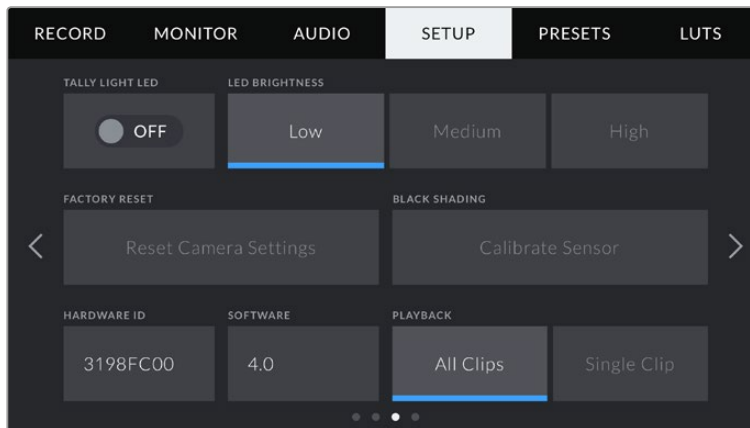 RECORD MONITOR AUDIO SETUP PRESETS LUTS
TALLY LIGHT LED LED BRIGHTNESS
OFF Low Medium High
FACTORY RESET BLACK SHADING
Reset Camera Settings Calibrate Sensor
HARDWARE ID SOFTWARE PLAYBACK
3198FC00 4.0 All Clips Single Clip